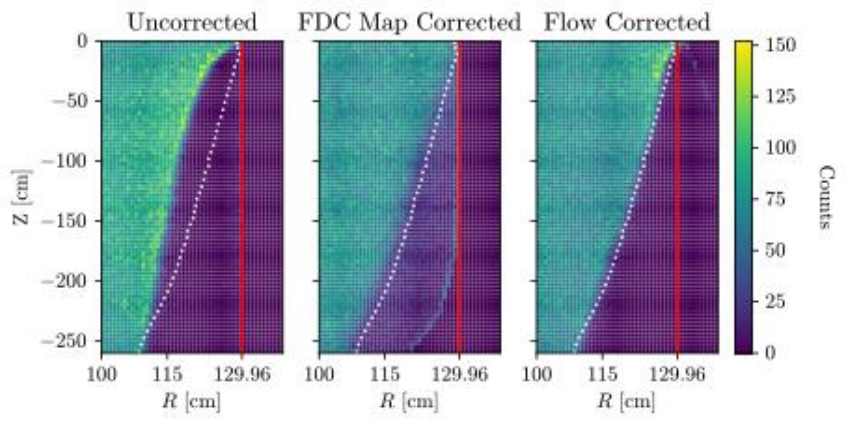 Uncorrected FDC Map Corrected Flow Corrected
0
−50
−100
−150
−200
−250
Z [cm]
100 115 129.96 100 115 129.96 100 115 129.96
R [cm] R [cm] R [cm]
150
125
100
75
50
25
0
Counts